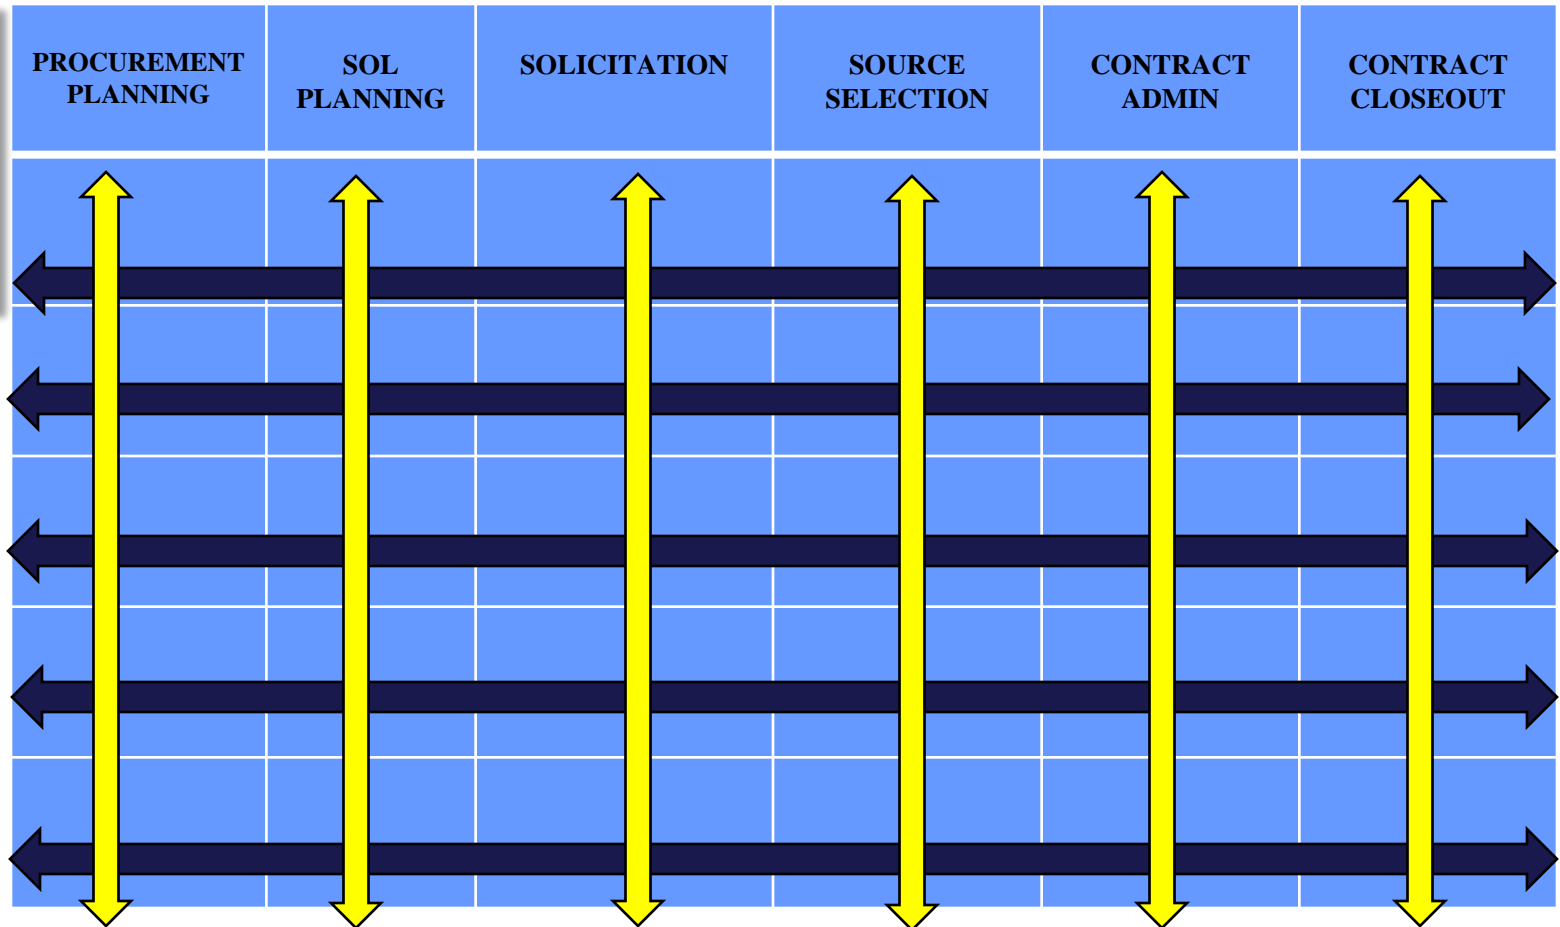 PROCUREMENT
PLANNING
SOL
PLANNING
SOLICITATION
SOURCE
SELECTION
CONTRACT
ADMIN
CONTRACT
CLOSEOUT